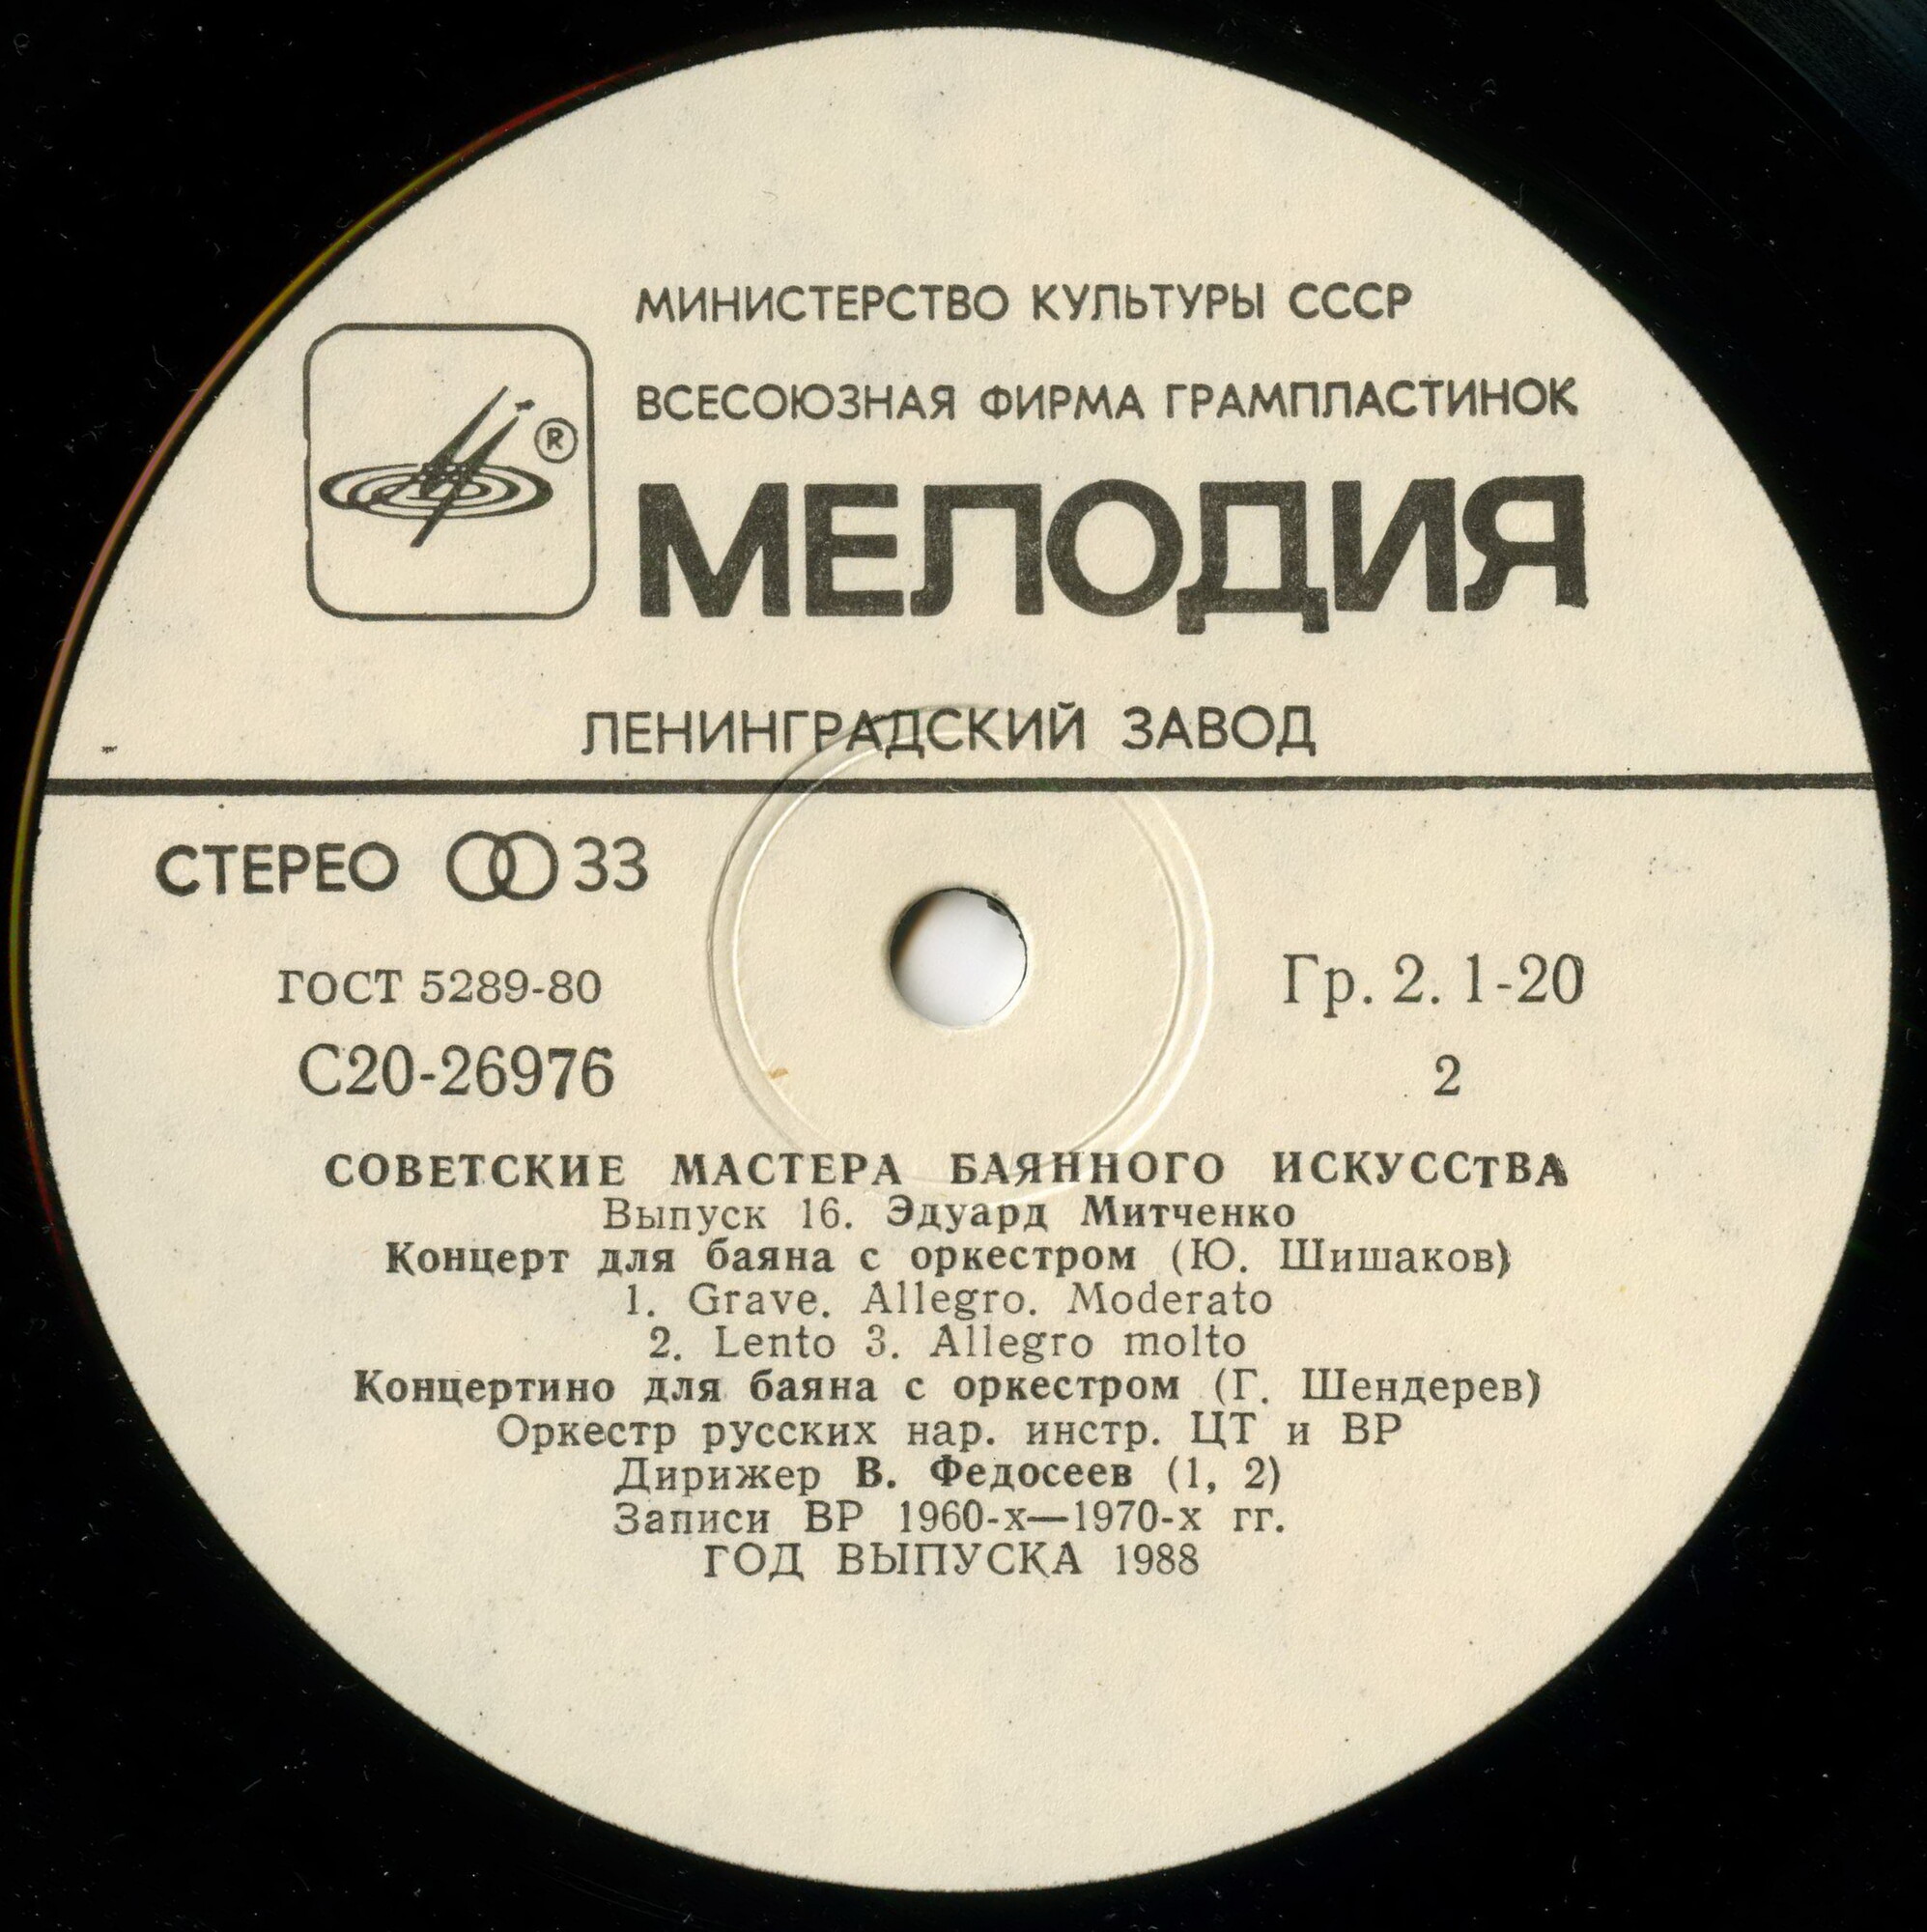 МИНИСТЕРСТВО КУЛЬТУРЫ СССР
ВСЕСОЮЗНАЯ ФИРМА ГРАМПЛАСТИНОК
®
МЕЛОДИЯ
ЛЕНИНГРАДСКИЙ ЗАВОД
СТЕРЕО 33
ГОСТ 5289-80
Гр. 2. 1-20
С20-26976
2
СОВЕТСКИЕ МАСТЕРА БАЯННОГО ИСКУССТВА
Выпуск 16. Эдуард Митченко
Концерт для баяна с оркестром (Ю. Шишаков)
1. Grave. Allegro. Moderato
2. Lento 3. Allegro molto
Концертино для баяна с оркестром (Г. Шендерев)
Оркестр русских нар. инстр. ЦТ и ВР
Дирижер В. Федосеев (1, 2)
Записи ВР 1960-х—1970-х гг.
ГОД ВЫПУСКА 1988